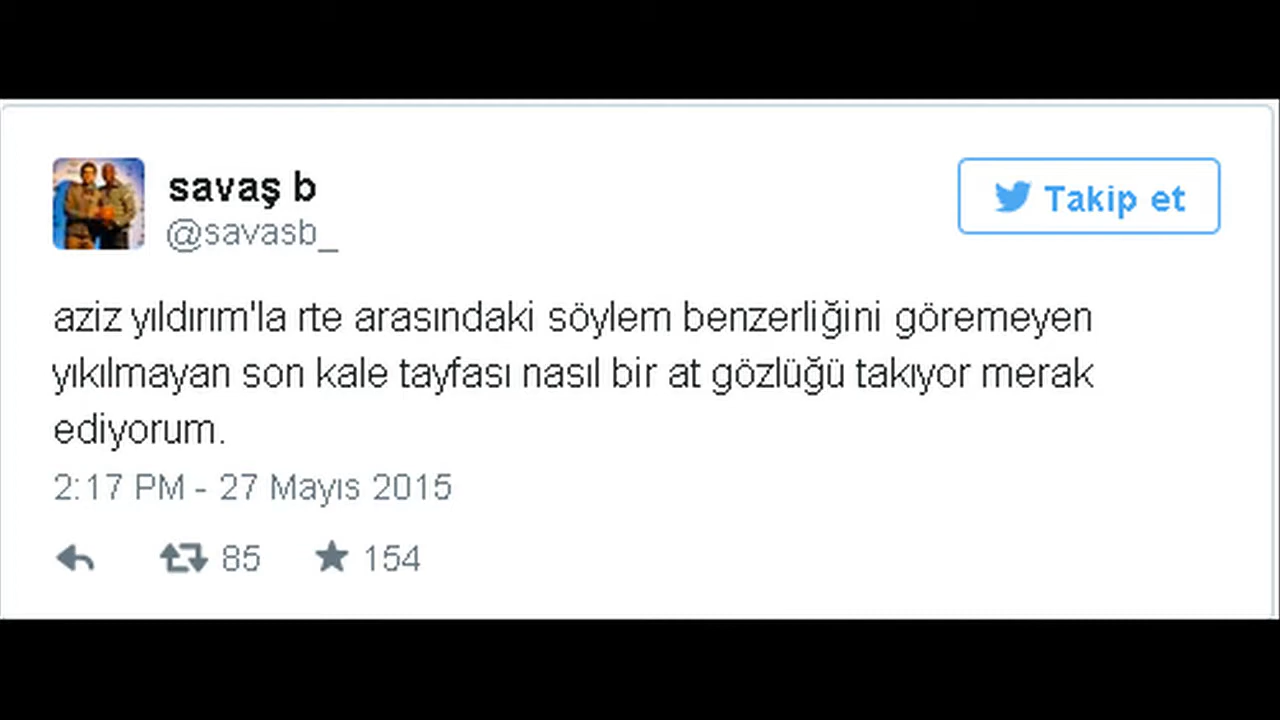 savaş b
@savasb_
Takip et
aziz yıldırım'la rte arasındaki söylem benzerliğini göremeyen
yıkılmayan son kale tayfası nasıl bir at gözlüğü takıyor merak
ediyorum.
2:17 PM - 27 Mayıs 2015
85 154